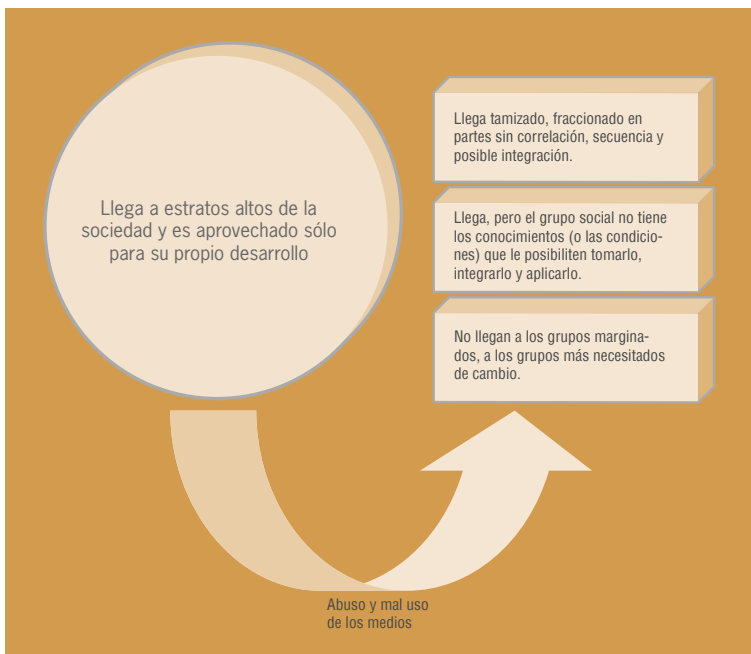 Llega a estratos altos de la
sociedad y es aprovechado sólo
para su propio desarrollo
Llega tamizado, fraccionado en
partes sin correlación, secuencia y
posible integración.
Llega, pero el grupo social no tiene
los conocimientos (o las condicio-
nes) que le posibiliten tomarlo,
integrarlo y aplicarlo.
No llegan a los grupos margina-
dos, a los grupos más necesitados
de cambio.
Abuso y mal uso
de los medios